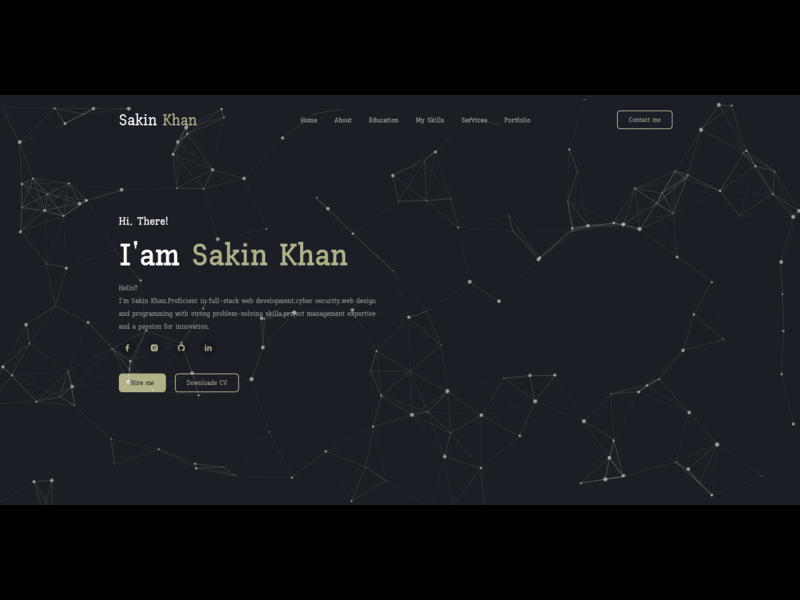 Sakin Khan
Home About Education My Skills Services Portfolio
Contact me
Hi, There!
I'am Sakin Khan
Hello!!
I'm Sakin Khan.Proficient in full-stack web development,cyber security,web design
and programming with strong problem-solving skills,project management expertise
and a passion for innovation.
Hire me
Downloade CV